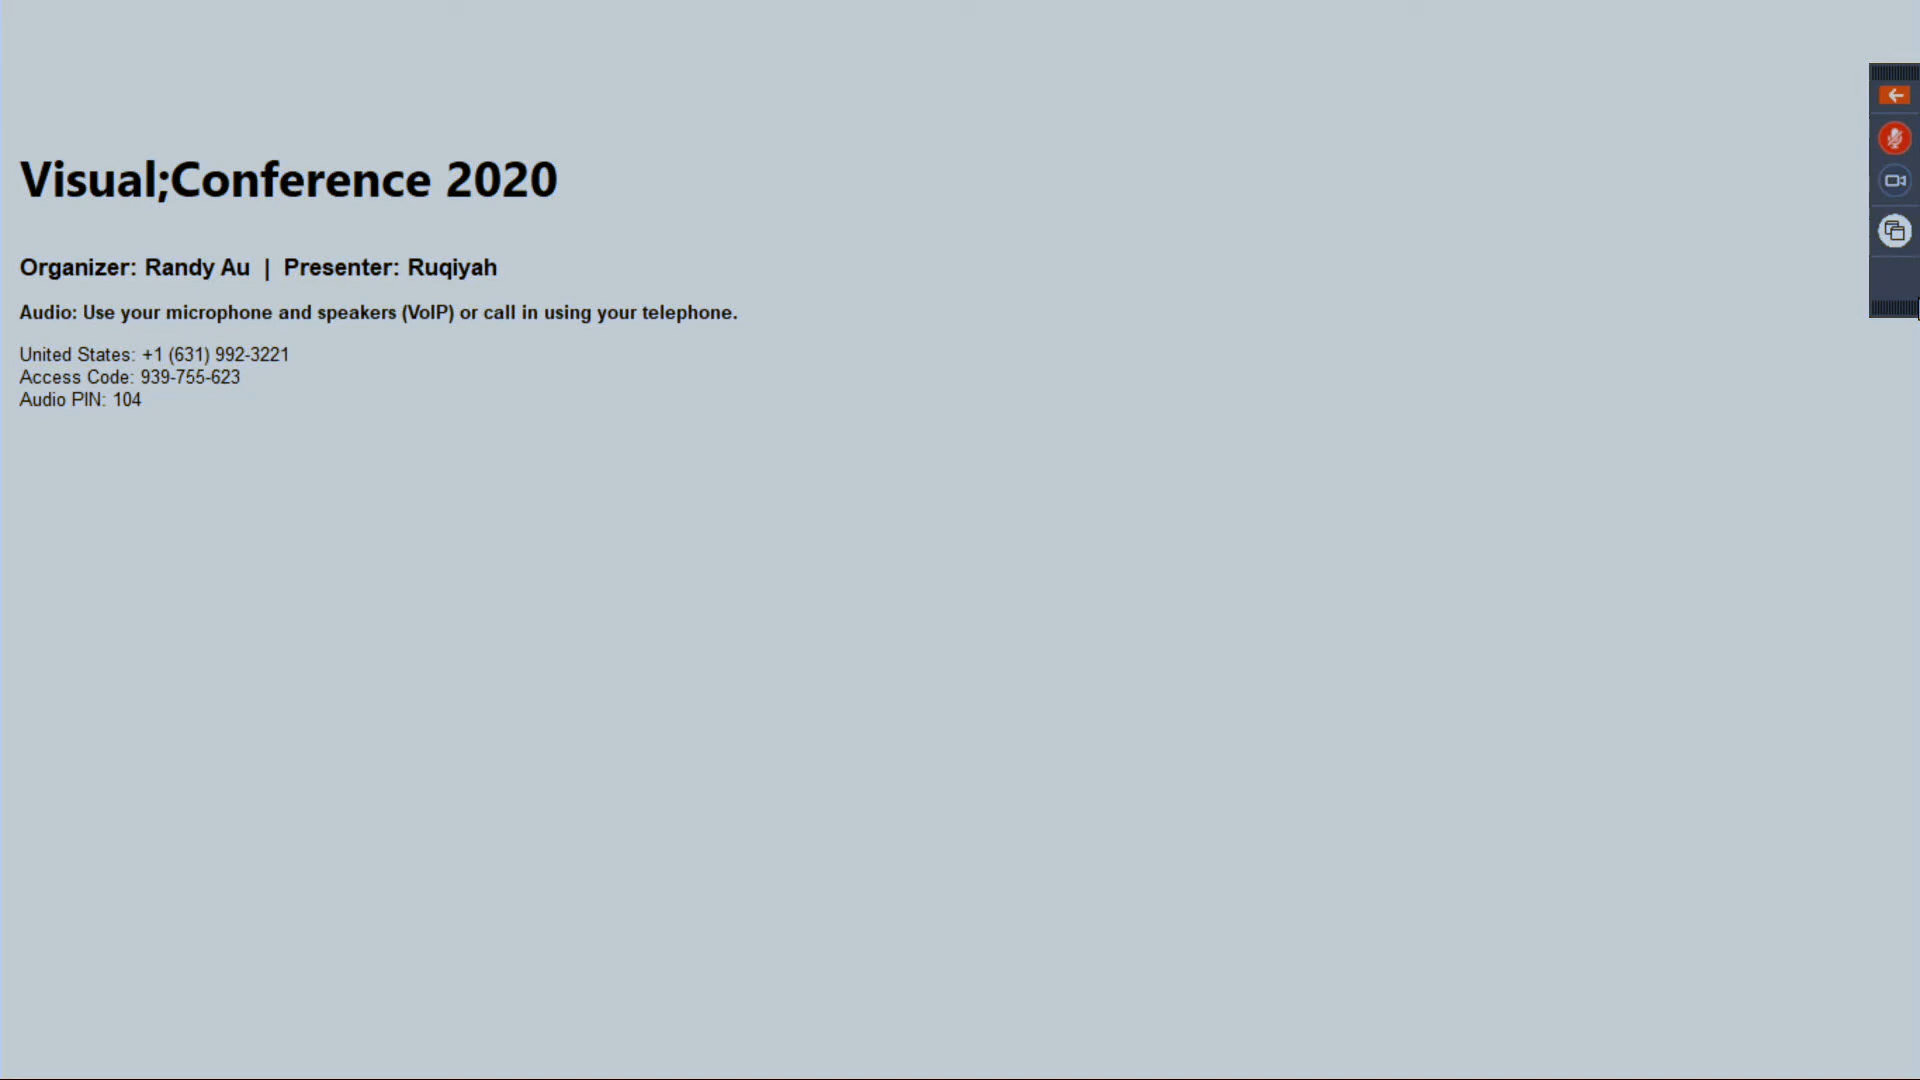 Visual;Conference 2020
Organizer: Randy Au | Presenter: Ruqiyah
Audio: Use your microphone and speakers (VoIP) or call in using your telephone.
United States: +1 (631) 992-3221
Access Code: 939-755-623
Audio PIN: 104